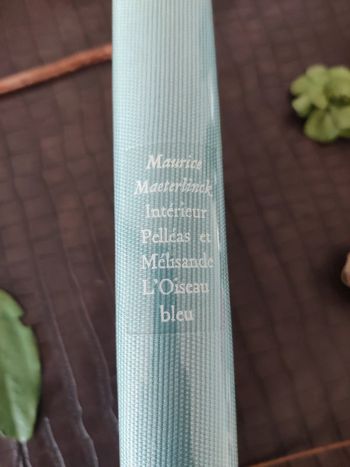 Maurice
Maeterlinck
Intérieur
Pelléas et
Mélisande
L'Oiseau
bleu